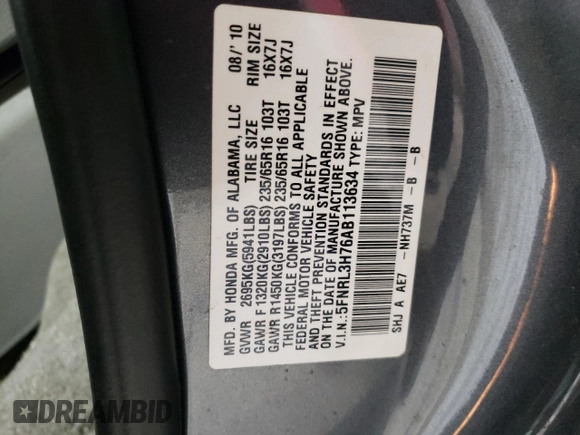 MFD. BY HONDA MFG. OF ALABAMA, LLC 08/'10
GVWR 2695KG(5941LBS) TIRE SIZE RIM SIZE
GAWR F 1320KG(2910LBS) 235/65R16 103T 16X7J
GAWR R 1450KG(3197LBS) 235/65R16 103T 16X7J
THIS VEHICLE CONFORMS TO ALL APPLICABLE
FEDERAL MOTOR VEHICLE SAFETY
AND THEFT PREVENTION STANDARDS IN EFFECT
ON THE DATE OF MANUFACTURE SHOWN ABOVE.
V.I.N.:5FNRL3H76AB113634 TYPE: MPV
SHJ A AE7 -NH737M -B -B
DREAMBID